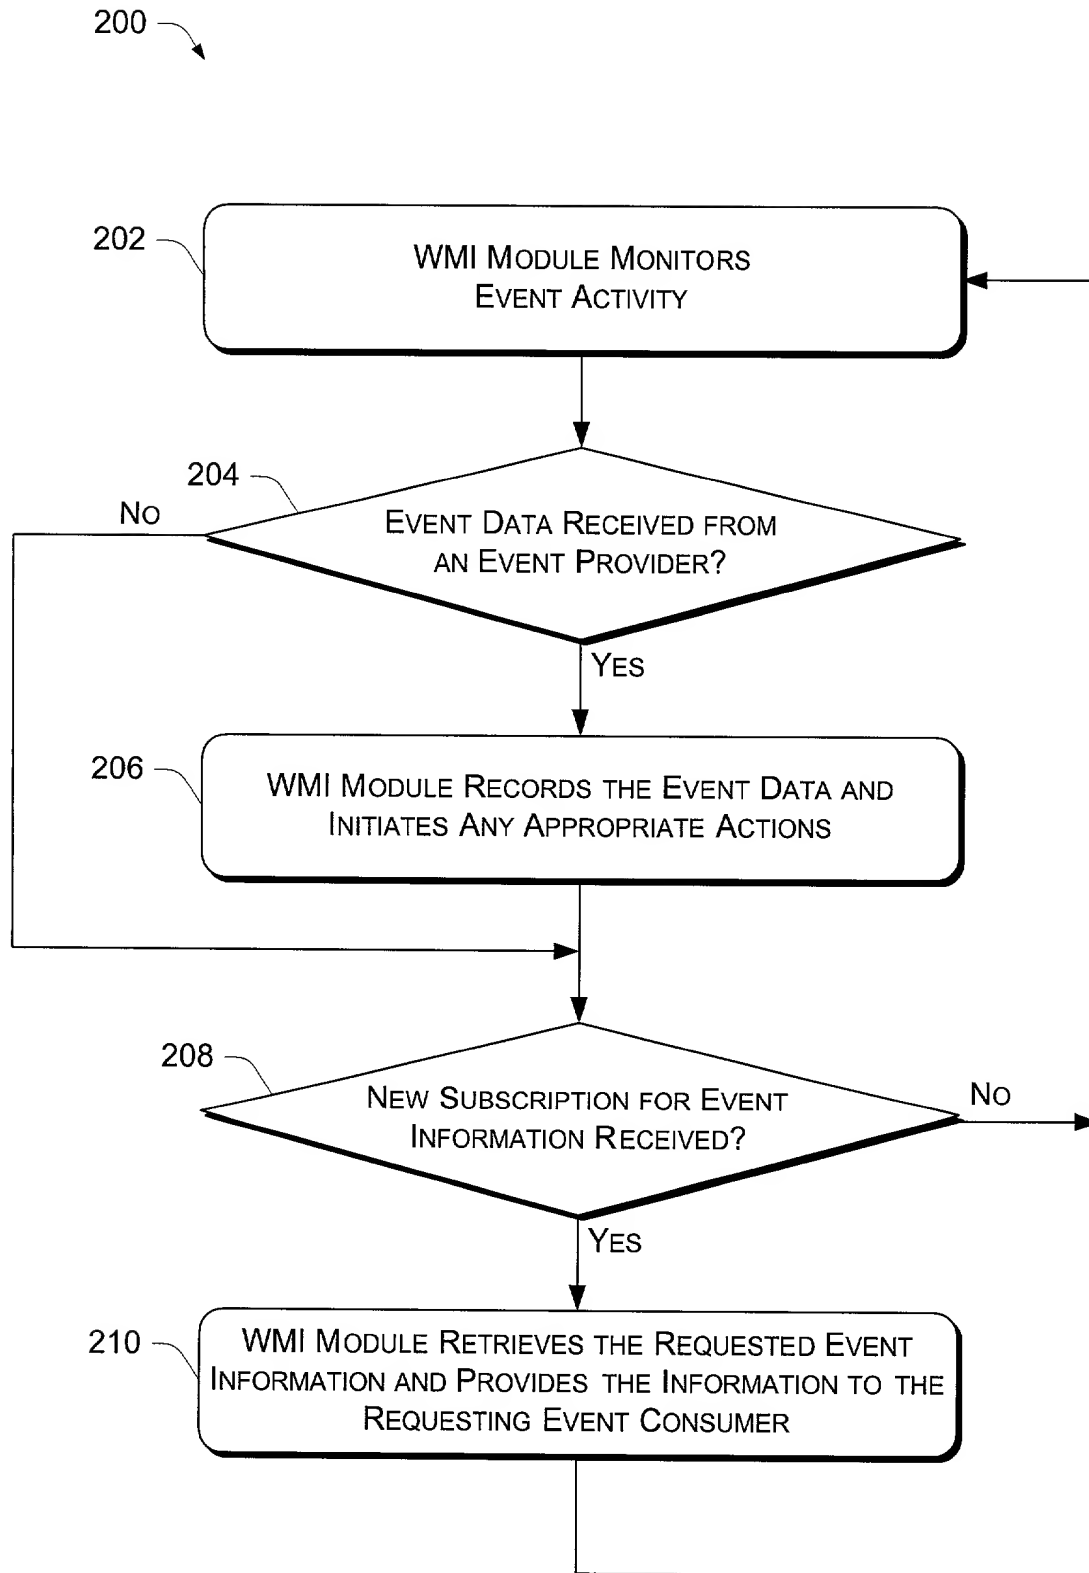 200
202
WMI MODULE MONITORS
EVENT ACTIVITY
204
NO
EVENT DATA RECEIVED FROM
AN EVENT PROVIDER?
YES
206
WMI MODULE RECORDS THE EVENT DATA AND
INITIATES ANY APPROPRIATE ACTIONS
208
NEW SUBSCRIPTION FOR EVENT
INFORMATION RECEIVED?
NO
YES
210
WMI MODULE RETRIEVES THE REQUESTED EVENT
INFORMATION AND PROVIDES THE INFORMATION TO THE
REQUESTING EVENT CONSUMER